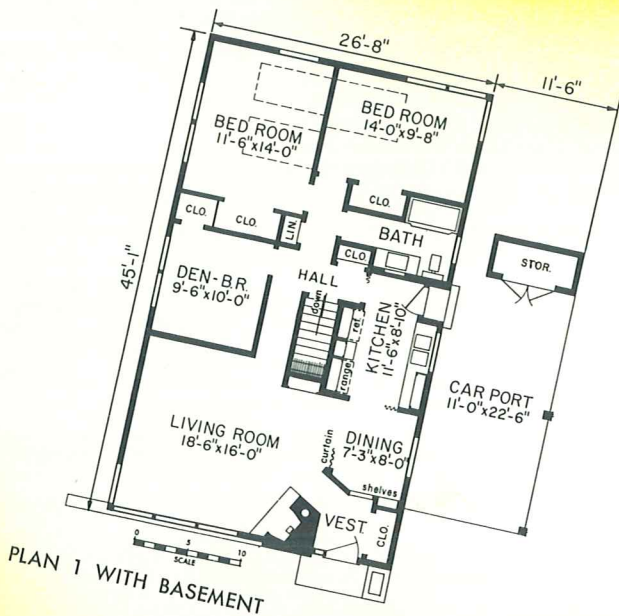 26'-8"
11'-6"
45'-1"
BED ROOM
11'-6"x14'-0"
BED ROOM
14'-0"x9'-8"
CLO.
CLO.
CLO.
LIN.
BATH
CLO.
STOR.
DEN-B.R.
9'-6"x10'-0"
HALL
down
ref.
range
KITCHEN
11'-6"x8'-10"
CAR PORT
11'-0"x22'-6"
LIVING ROOM
18'-6"x16'-0"
DINING
7'-3"x8'-0"
curtain
shelves
VEST.
CLO.
0 5 10
SCALE
PLAN 1 WITH BASEMENT